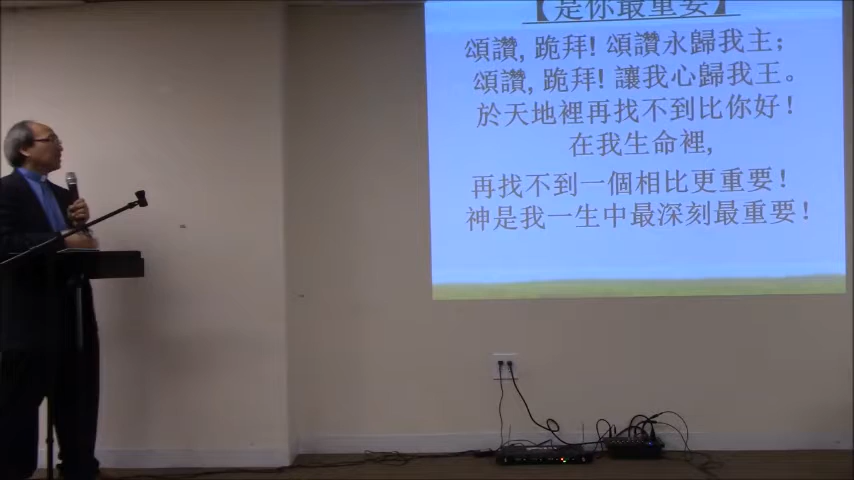 【是你最重要】
頌讚, 跪拜! 頌讚永歸我主;
頌讚, 跪拜! 讓我心歸我王。
於天地裡再找不到比你好!
在我生命裡,
再找不到一個相比更重要!
神是我一生中最深刻最重要!